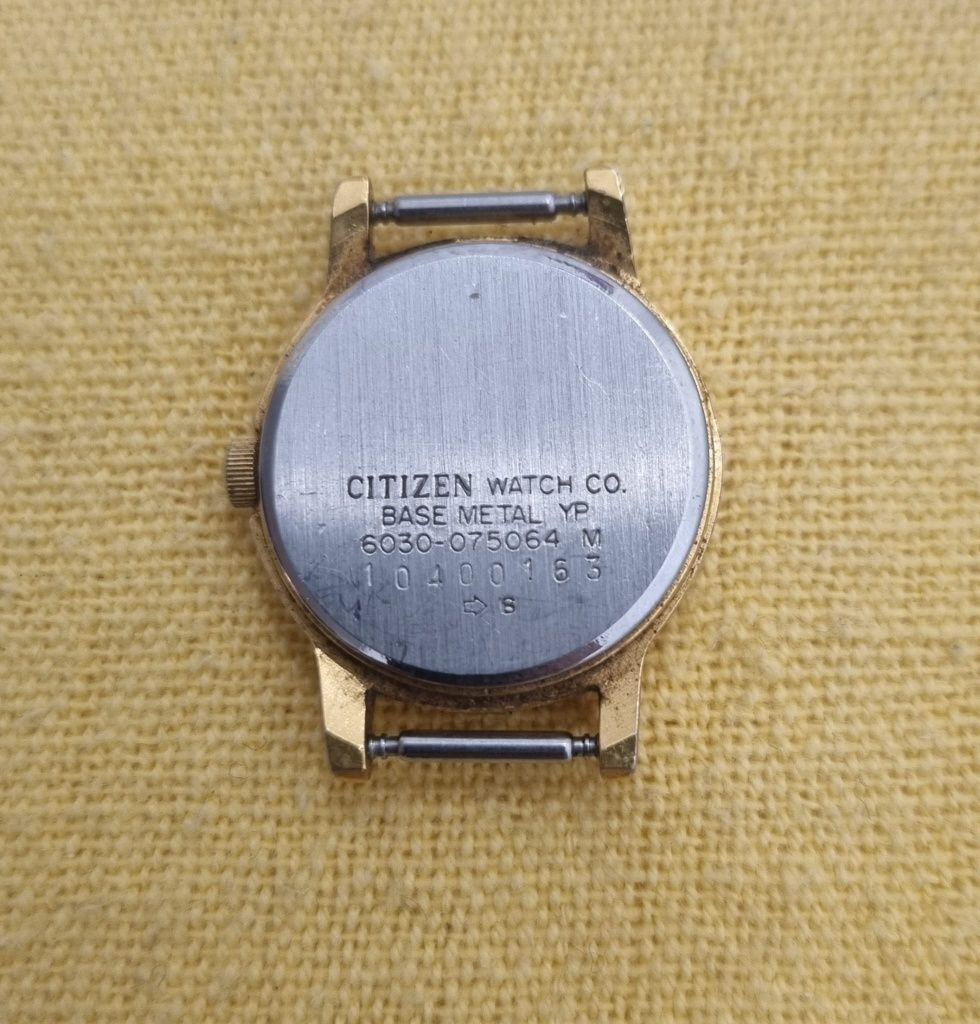 CITIZEN WATCH CO.
BASE METAL YP
6030-075064 M
10400163
⇨ S